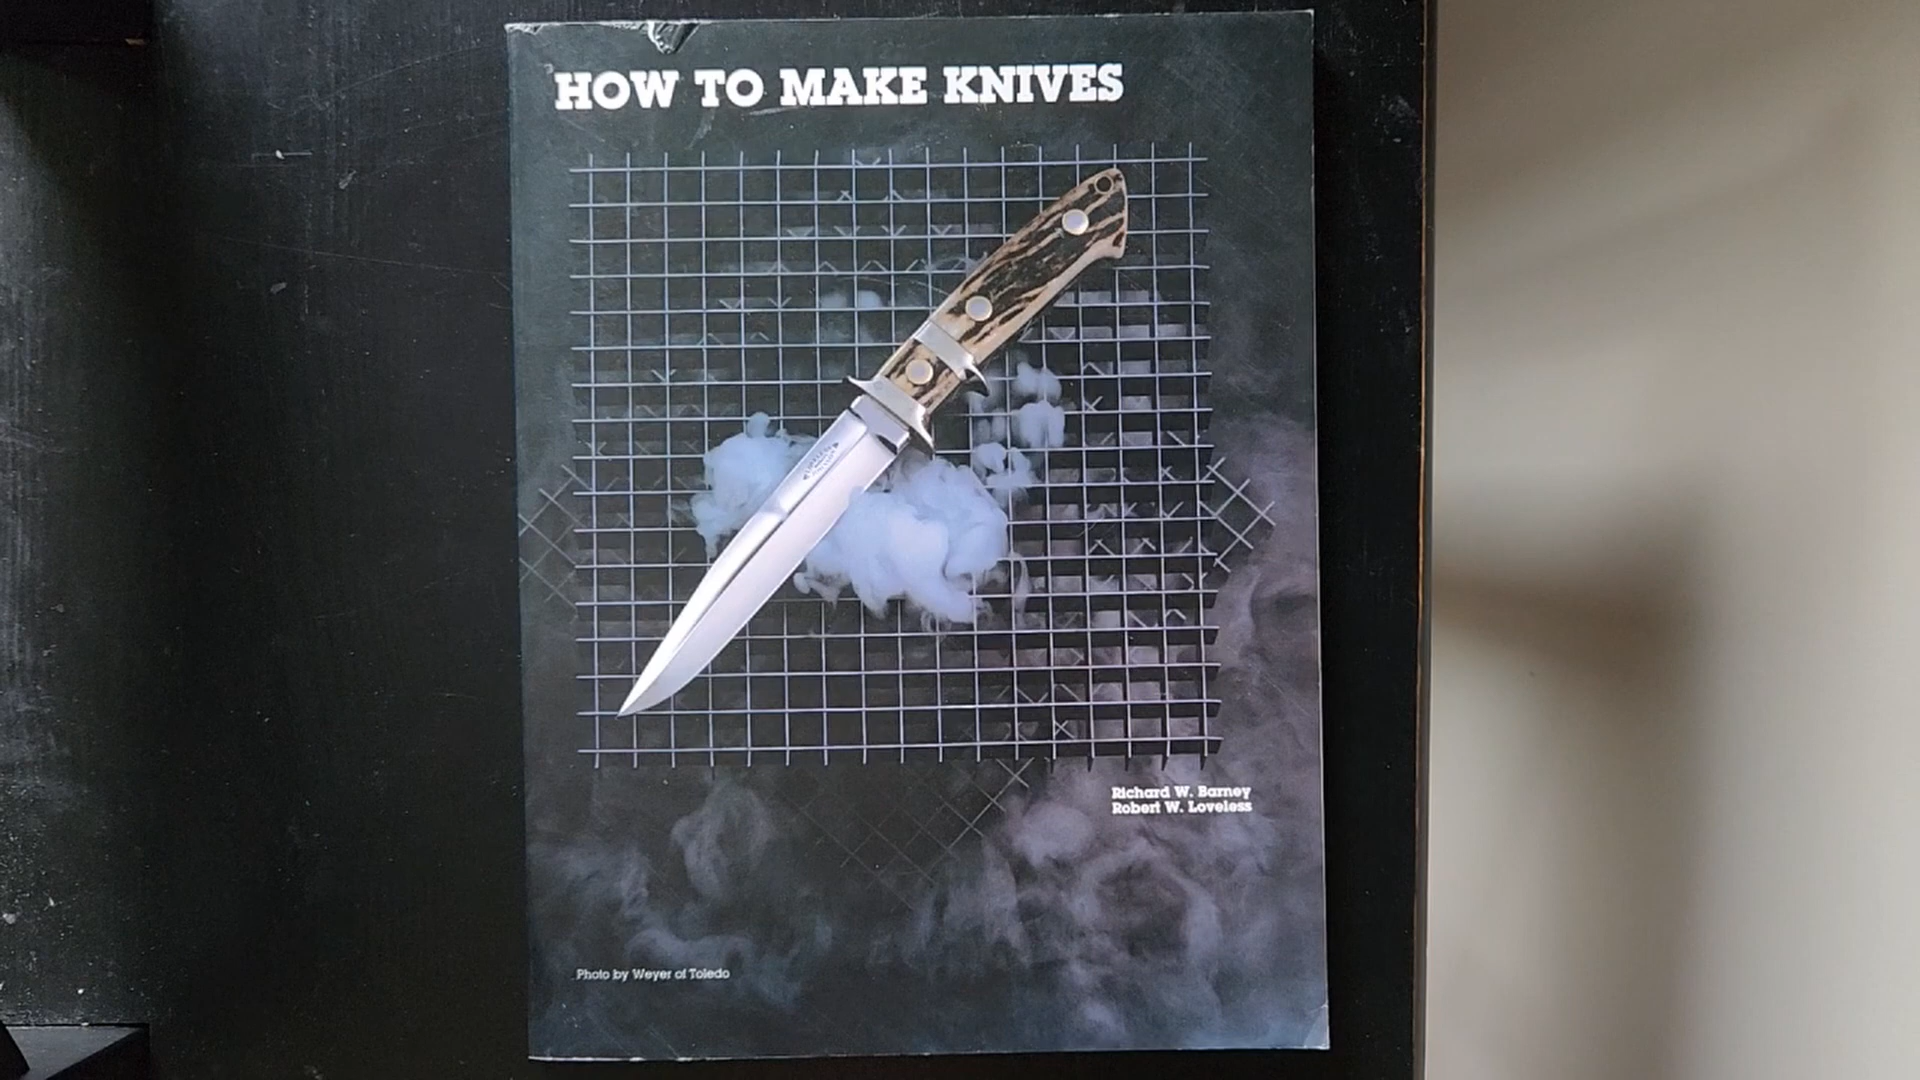 HOW TO MAKE KNIVES
Richard W. Barney
Robert W. Loveless
Photo by Weyer of Toledo